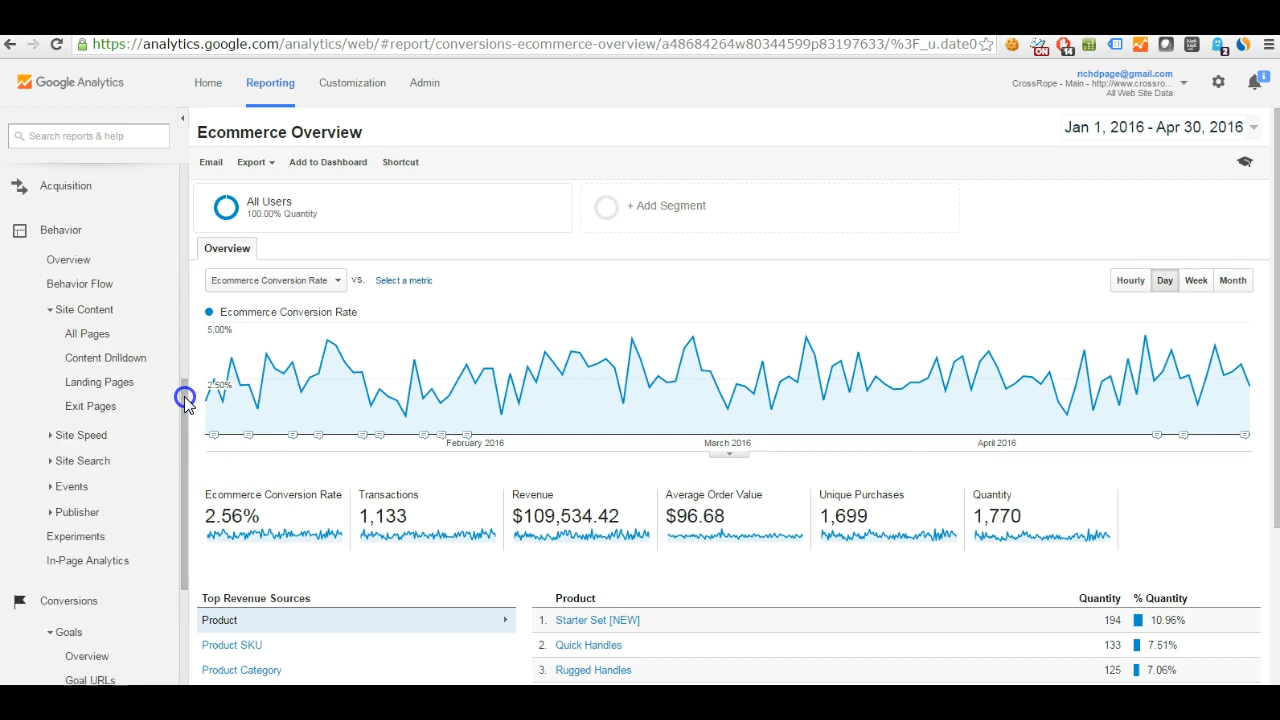 https://analytics.google.com/analytics/web/#report/conversions-ecommerce-overview/a48684264w80344599p83197633/%3F_u.date0
ON
14
2
Google Analytics
Home Reporting Customization Admin
richdpage@gmail.com
CrossRope - Main - http://www.crossro...
All Web Site Data
Search reports & help
Ecommerce Overview
Jan 1, 2016 - Apr 30, 2016
Email Export Add to Dashboard Shortcut
All Users
100.00% Quantity
+ Add Segment
Overview
Ecommerce Conversion Rate VS. Select a metric
Hourly Day Week Month
Ecommerce Conversion Rate
5.00%
2.50%
February 2016 March 2016 April 2016
Acquisition
Behavior
Overview
Behavior Flow
Site Content
All Pages
Content Drilldown
Landing Pages
Exit Pages
Site Speed
Site Search
Events
Publisher
Experiments
In-Page Analytics
Conversions
Goals
Overview
Goal URLs
Ecommerce Conversion Rate Transactions Revenue Average Order Value Unique Purchases Quantity
2.56% 1,133 $109,534.42 $96.68 1,699 1,770
Top Revenue Sources
Product
Product SKU
Product Category
Product Quantity % Quantity
1. Starter Set [NEW] 194 10.96%
2. Quick Handles 133 7.51%
3. Rugged Handles 125 7.06%